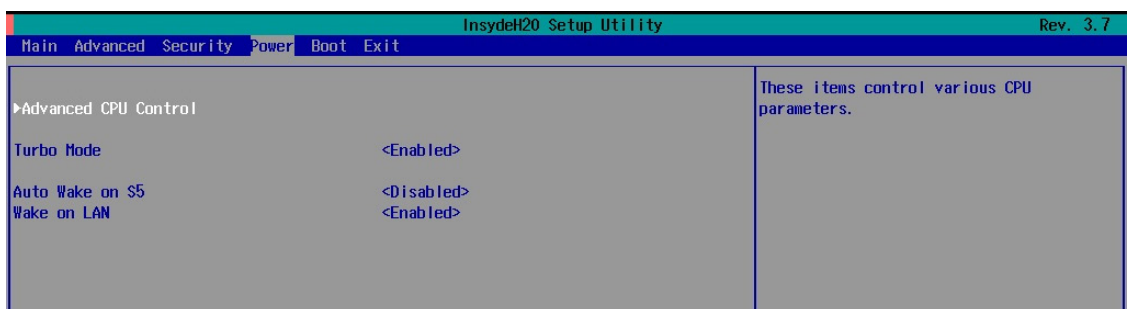 InsydeH20 Setup Utility Rev. 3.7
Main Advanced Security Power Boot Exit
▶Advanced CPU Control
These items control various CPU
parameters.
Turbo Mode <Enabled>
Auto Wake on S5 <Disabled>
Wake on LAN <Enabled>